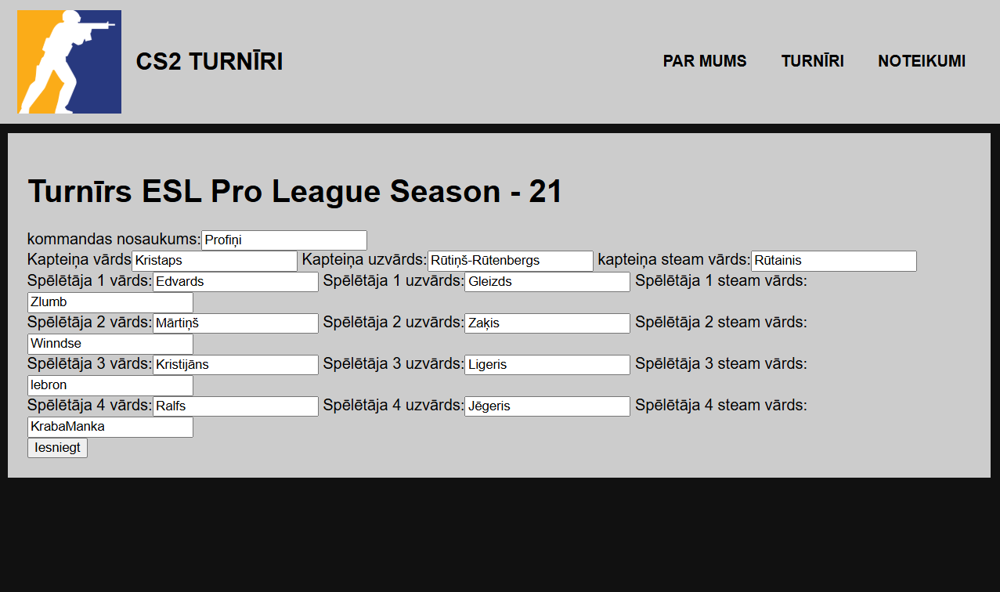 CS2 TURNĪRI PAR MUMS TURNĪRI NOTEIKUMI
Turnīrs ESL Pro League Season - 21
kommandas nosaukums: Profiņi
Kapteiņa vārds Kristaps Kapteiņa uzvārds: Rūtiņš-Rūtenbergs kapteiņa steam vārds: Rūtainis
Spēlētāja 1 vārds: Edvards Spēlētāja 1 uzvārds: Gleizds Spēlētāja 1 steam vārds:
Zlumb
Spēlētāja 2 vārds: Mārtiņš Spēlētāja 2 uzvārds: Zaķis Spēlētāja 2 steam vārds:
Winndse
Spēlētāja 3 vārds: Kristijāns Spēlētāja 3 uzvārds: Ligeris Spēlētāja 3 steam vārds:
lebron
Spēlētāja 4 vārds: Ralfs Spēlētāja 4 uzvārds: Jēgeris Spēlētāja 4 steam vārds:
KrabaManka
Iesniegt